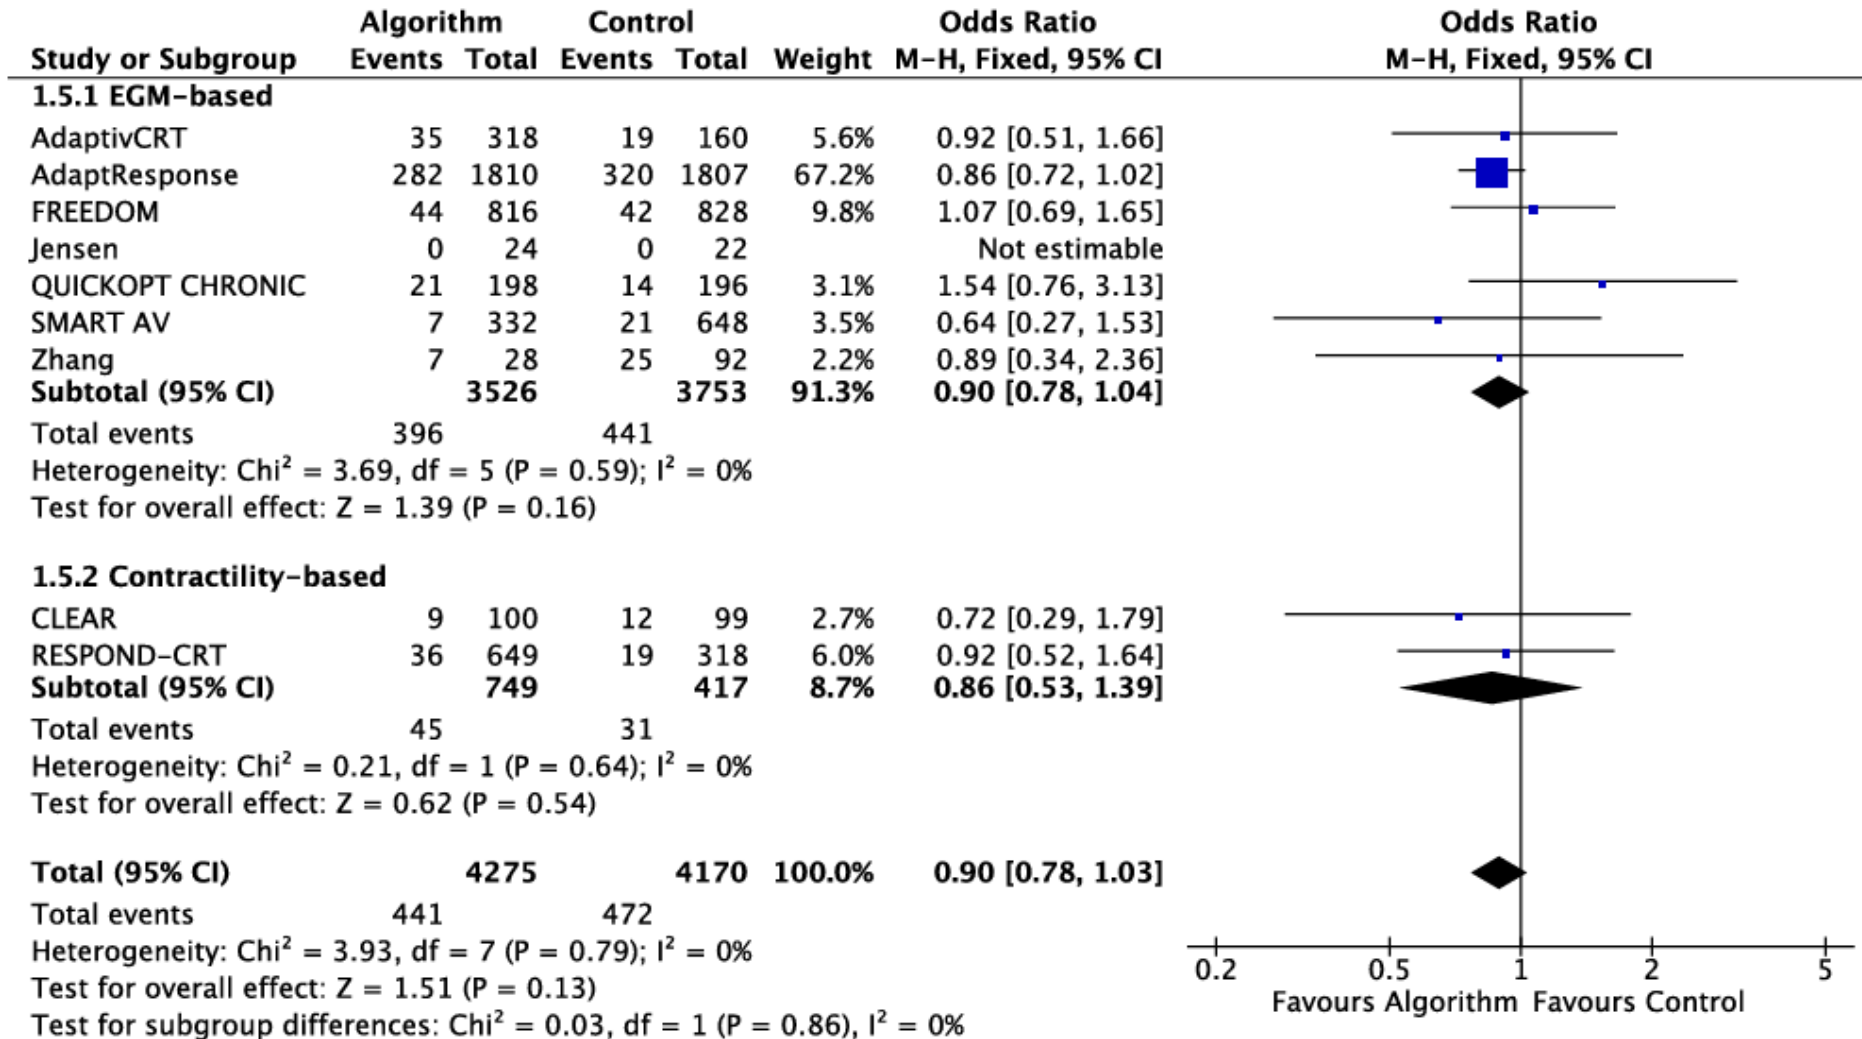 Algorithm Control Odds Ratio Odds Ratio
Study or Subgroup Events Total Events Total Weight M-H, Fixed, 95% CI M-H, Fixed, 95% CI
1.5.1 EGM-based
AdaptivCRT 35 318 19 160 5.6% 0.92 [0.51, 1.66]
AdaptResponse 282 1810 320 1807 67.2% 0.86 [0.72, 1.02]
FREEDOM 44 816 42 828 9.8% 1.07 [0.69, 1.65]
Jensen 0 24 0 22 Not estimable
QUICKOPT CHRONIC 21 198 14 196 3.1% 1.54 [0.76, 3.13]
SMART AV 7 332 21 648 3.5% 0.64 [0.27, 1.53]
Zhang 7 28 25 92 2.2% 0.89 [0.34, 2.36]
Subtotal (95% CI) 3526 3753 91.3% 0.90 [0.78, 1.04]
Total events 396 441
Heterogeneity: Chi² = 3.69, df = 5 (P = 0.59); I² = 0%
Test for overall effect: Z = 1.39 (P = 0.16)
1.5.2 Contractility-based
CLEAR 9 100 12 99 2.7% 0.72 [0.29, 1.79]
RESPOND-CRT 36 649 19 318 6.0% 0.92 [0.52, 1.64]
Subtotal (95% CI) 749 417 8.7% 0.86 [0.53, 1.39]
Total events 45 31
Heterogeneity: Chi² = 0.21, df = 1 (P = 0.64); I² = 0%
Test for overall effect: Z = 0.62 (P = 0.54)
Total (95% CI) 4275 4170 100.0% 0.90 [0.78, 1.03]
Total events 441 472
Heterogeneity: Chi² = 3.93, df = 7 (P = 0.79); I² = 0%
Test for overall effect: Z = 1.51 (P = 0.13)
Test for subgroup differences: Chi² = 0.03, df = 1 (P = 0.86), I² = 0%
0.2 0.5 1 2 5
Favours Algorithm Favours Control